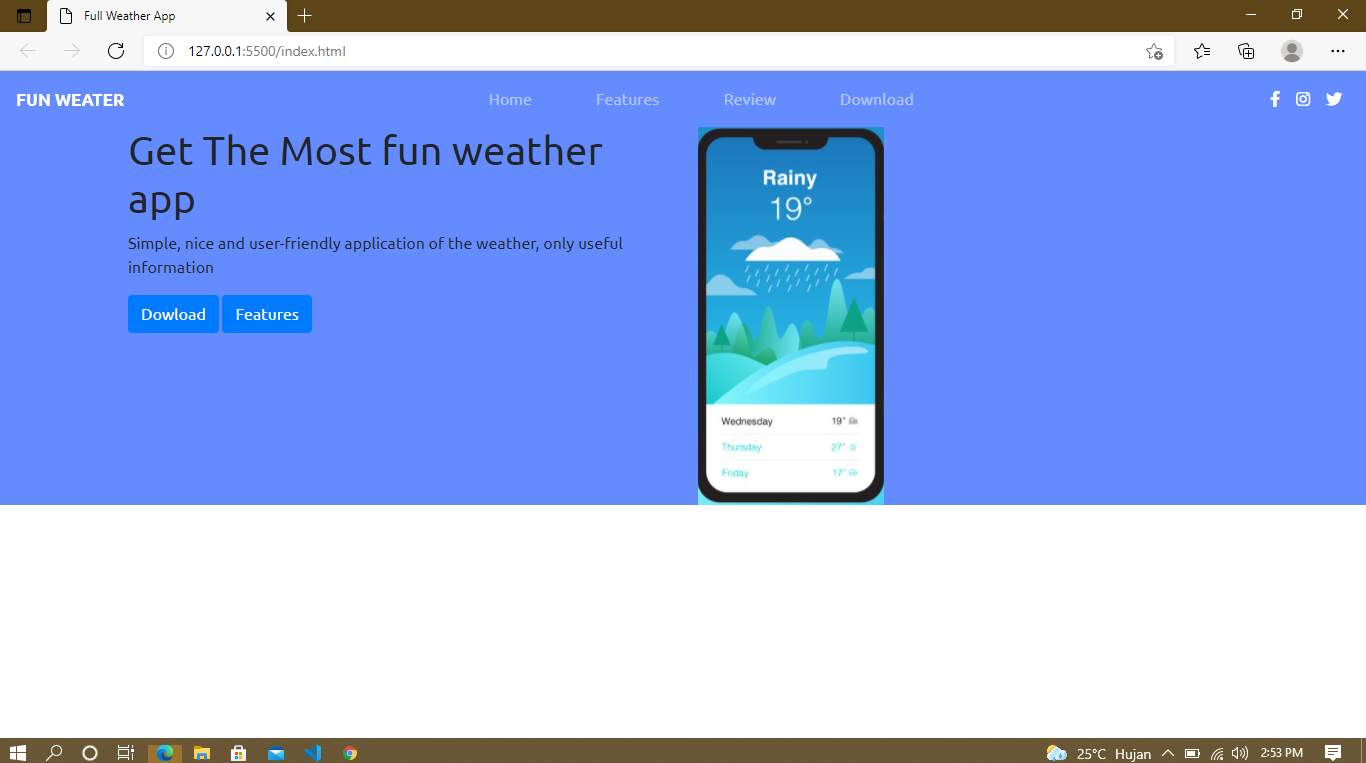 Full Weather App
127.0.0.1:5500/index.html
FUN WEATER
Home Features Review Download
Get The Most fun weather
app
Simple, nice and user-friendly application of the weather, only useful
information
Dowload Features
Rainy
19°
Wednesday 19°
Thursday 27°
Friday 17°
25°C Hujan 2:53 PM